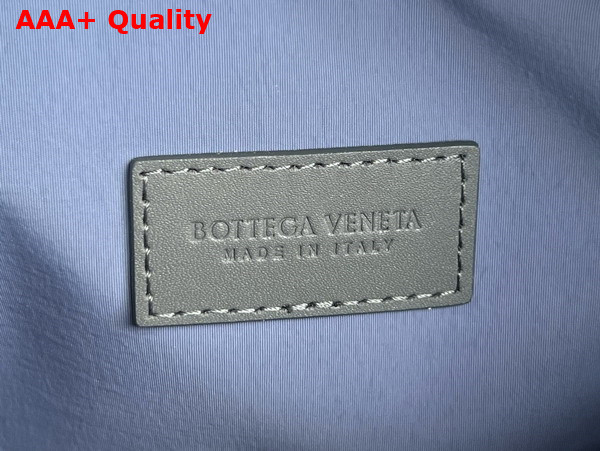 AAA+ Quality
BOTTEGA VENETA
MADE IN ITALY